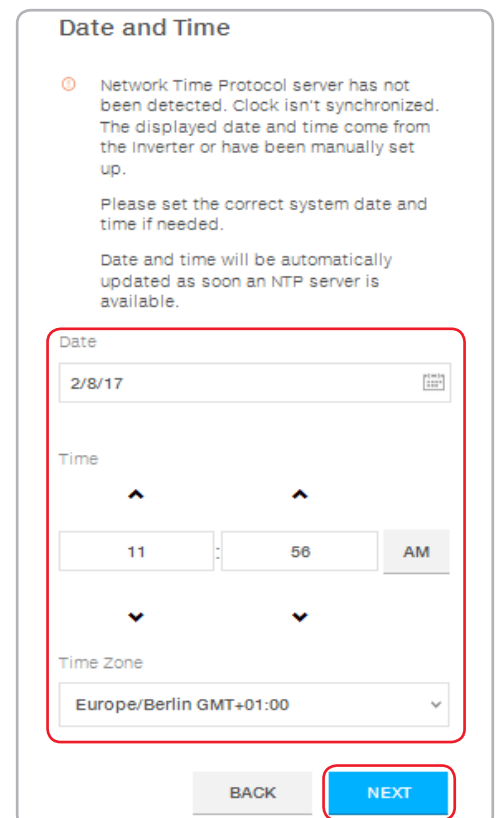 Date and Time
Network Time Protocol server has not
been detected. Clock isn't synchronized.
The displayed date and time come from
the Inverter or have been manually set
up.
Please set the correct system date and
time if needed.
Date and time will be automatically
updated as soon an NTP server is
available.
Date
2/8/17
Time
11 : 56 AM
Time Zone
Europe/Berlin GMT+01:00
BACK NEXT